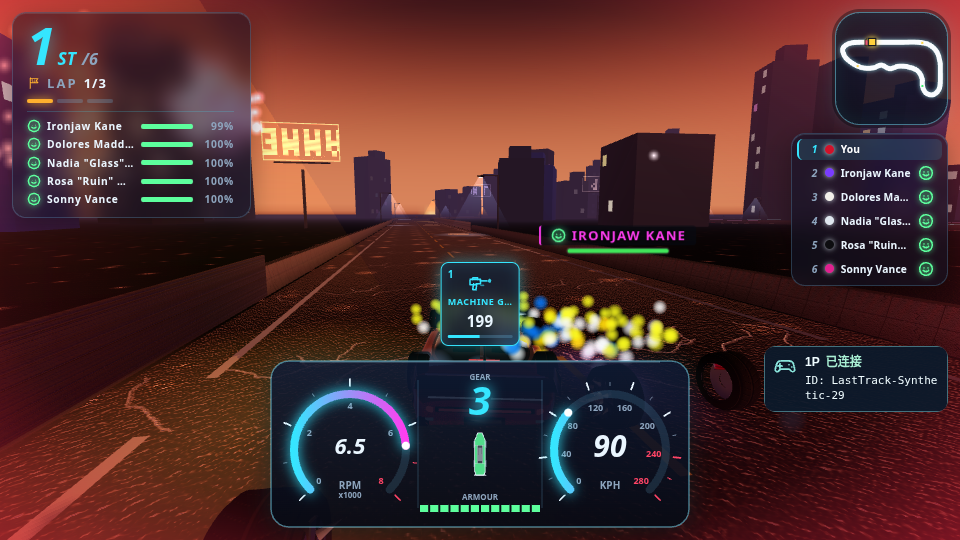 1 ST /6
LAP 1/3
Ironjaw Kane 99%
Dolores Madd... 100%
Nadia "Glass"... 100%
Rosa "Ruin" ... 100%
Sonny Vance 100%
IRONJAW KANE
1 You
2 Ironjaw Kane
3 Dolores Ma...
4 Nadia "Glas...
5 Rosa "Ruin...
6 Sonny Vance
1
MACHINE G...
199
1P 已连接
ID: LastTrack-Synthe
tic-29
GEAR
3
0 2 4 6 8
6.5
RPM
x1000
ARMOUR
0 40 80 120 160 200 240 280
90
KPH